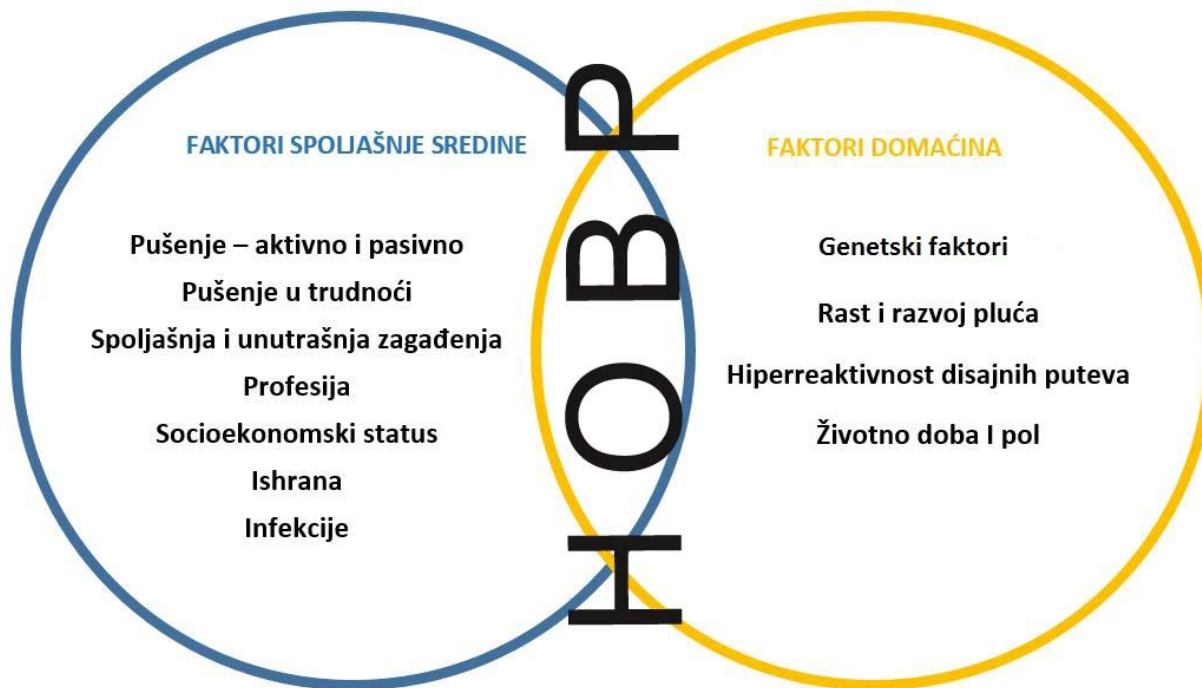 FAKTORI SPOLJAŠNJE SREDINE
Pušenje – aktivno i pasivno
Pušenje u trudnoći
Spoljašnja i unutrašnja zagađenja
Profesija
Socioekonomski status
Ishrana
Infekcije
HOBP
FAKTORI DOMAĆINA
Genetski faktori
Rast i razvoj pluća
Hiperreaktivnost disajnih puteva
Životno doba I pol